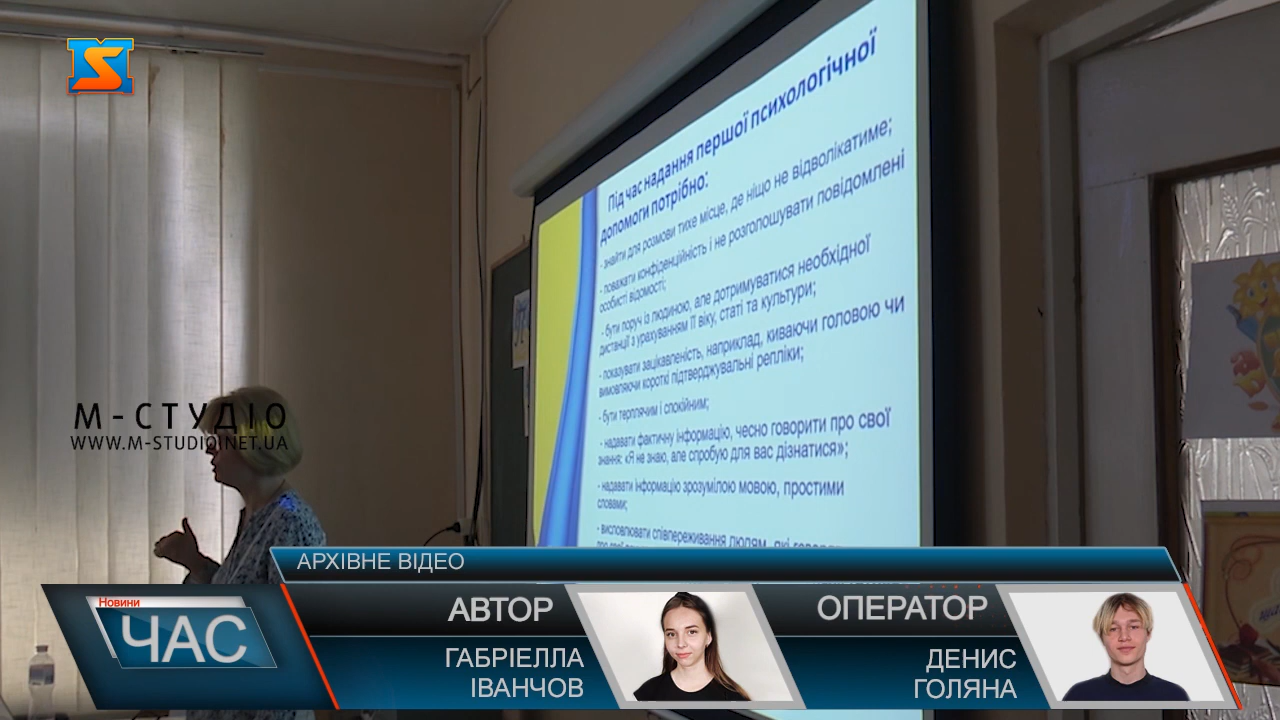 Під час надання першої психологічної
допомоги потрібно:
- знайти для розмови тихе місце, де ніщо не відволікатиме;
- поважати конфіденційність і не розголошувати повідомлені
особисті відомості;
- бути поруч із людиною, але дотримуватися необхідної
дистанції з урахуванням її віку, статі та культури;
- показувати зацікавленість, наприклад, киваючи головою чи
вимовляючи короткі підтверджувальні репліки;
- бути терплячим і спокійним;
- надавати фактичну інформацію, чесно говорити про свої
знання: «Я не знаю, але спробую для вас дізнатися»;
- надавати інформацію зрозумілою мовою, простими
словами;
- висловлювати співпереживання людям, які
М-СТУДІО
WWW.M-STUDIO.INET.UA
АРХІВНЕ ВІДЕО
Новини
ЧАС
АВТОР
ГАБРІЕЛЛА
ІВАНЧОВ
ОПЕРАТОР
ДЕНИС
ГОЛЯНА